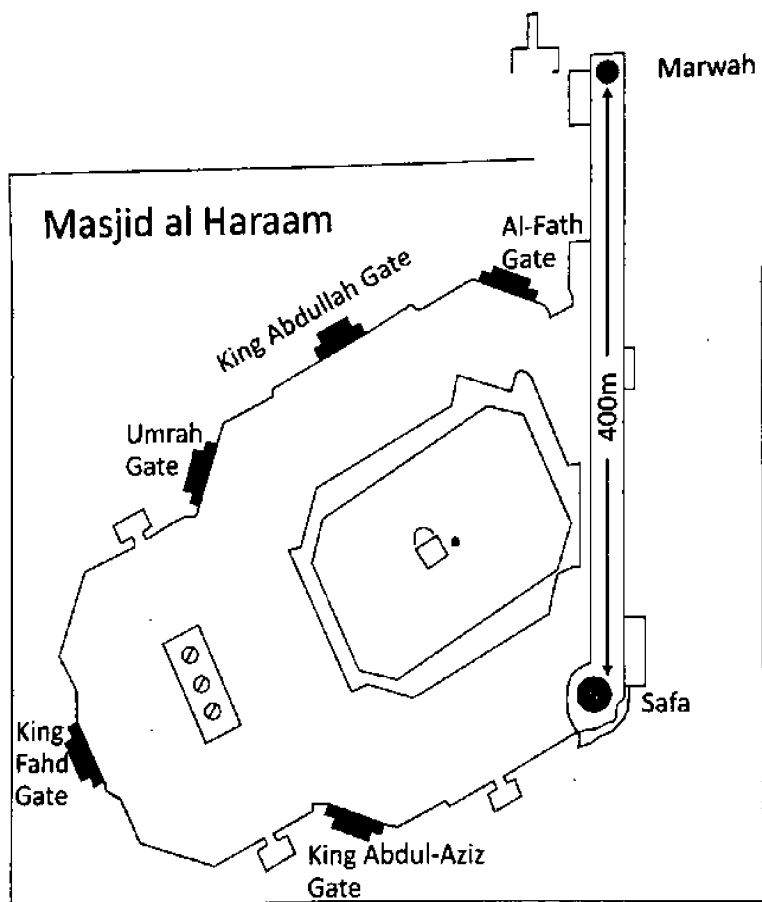 Marwah
Masjid al Haraam
Al-Fath
Gate
King Abdullah Gate
Umrah
Gate
400m
Safa
King
Fahd
Gate
King Abdul-Aziz
Gate